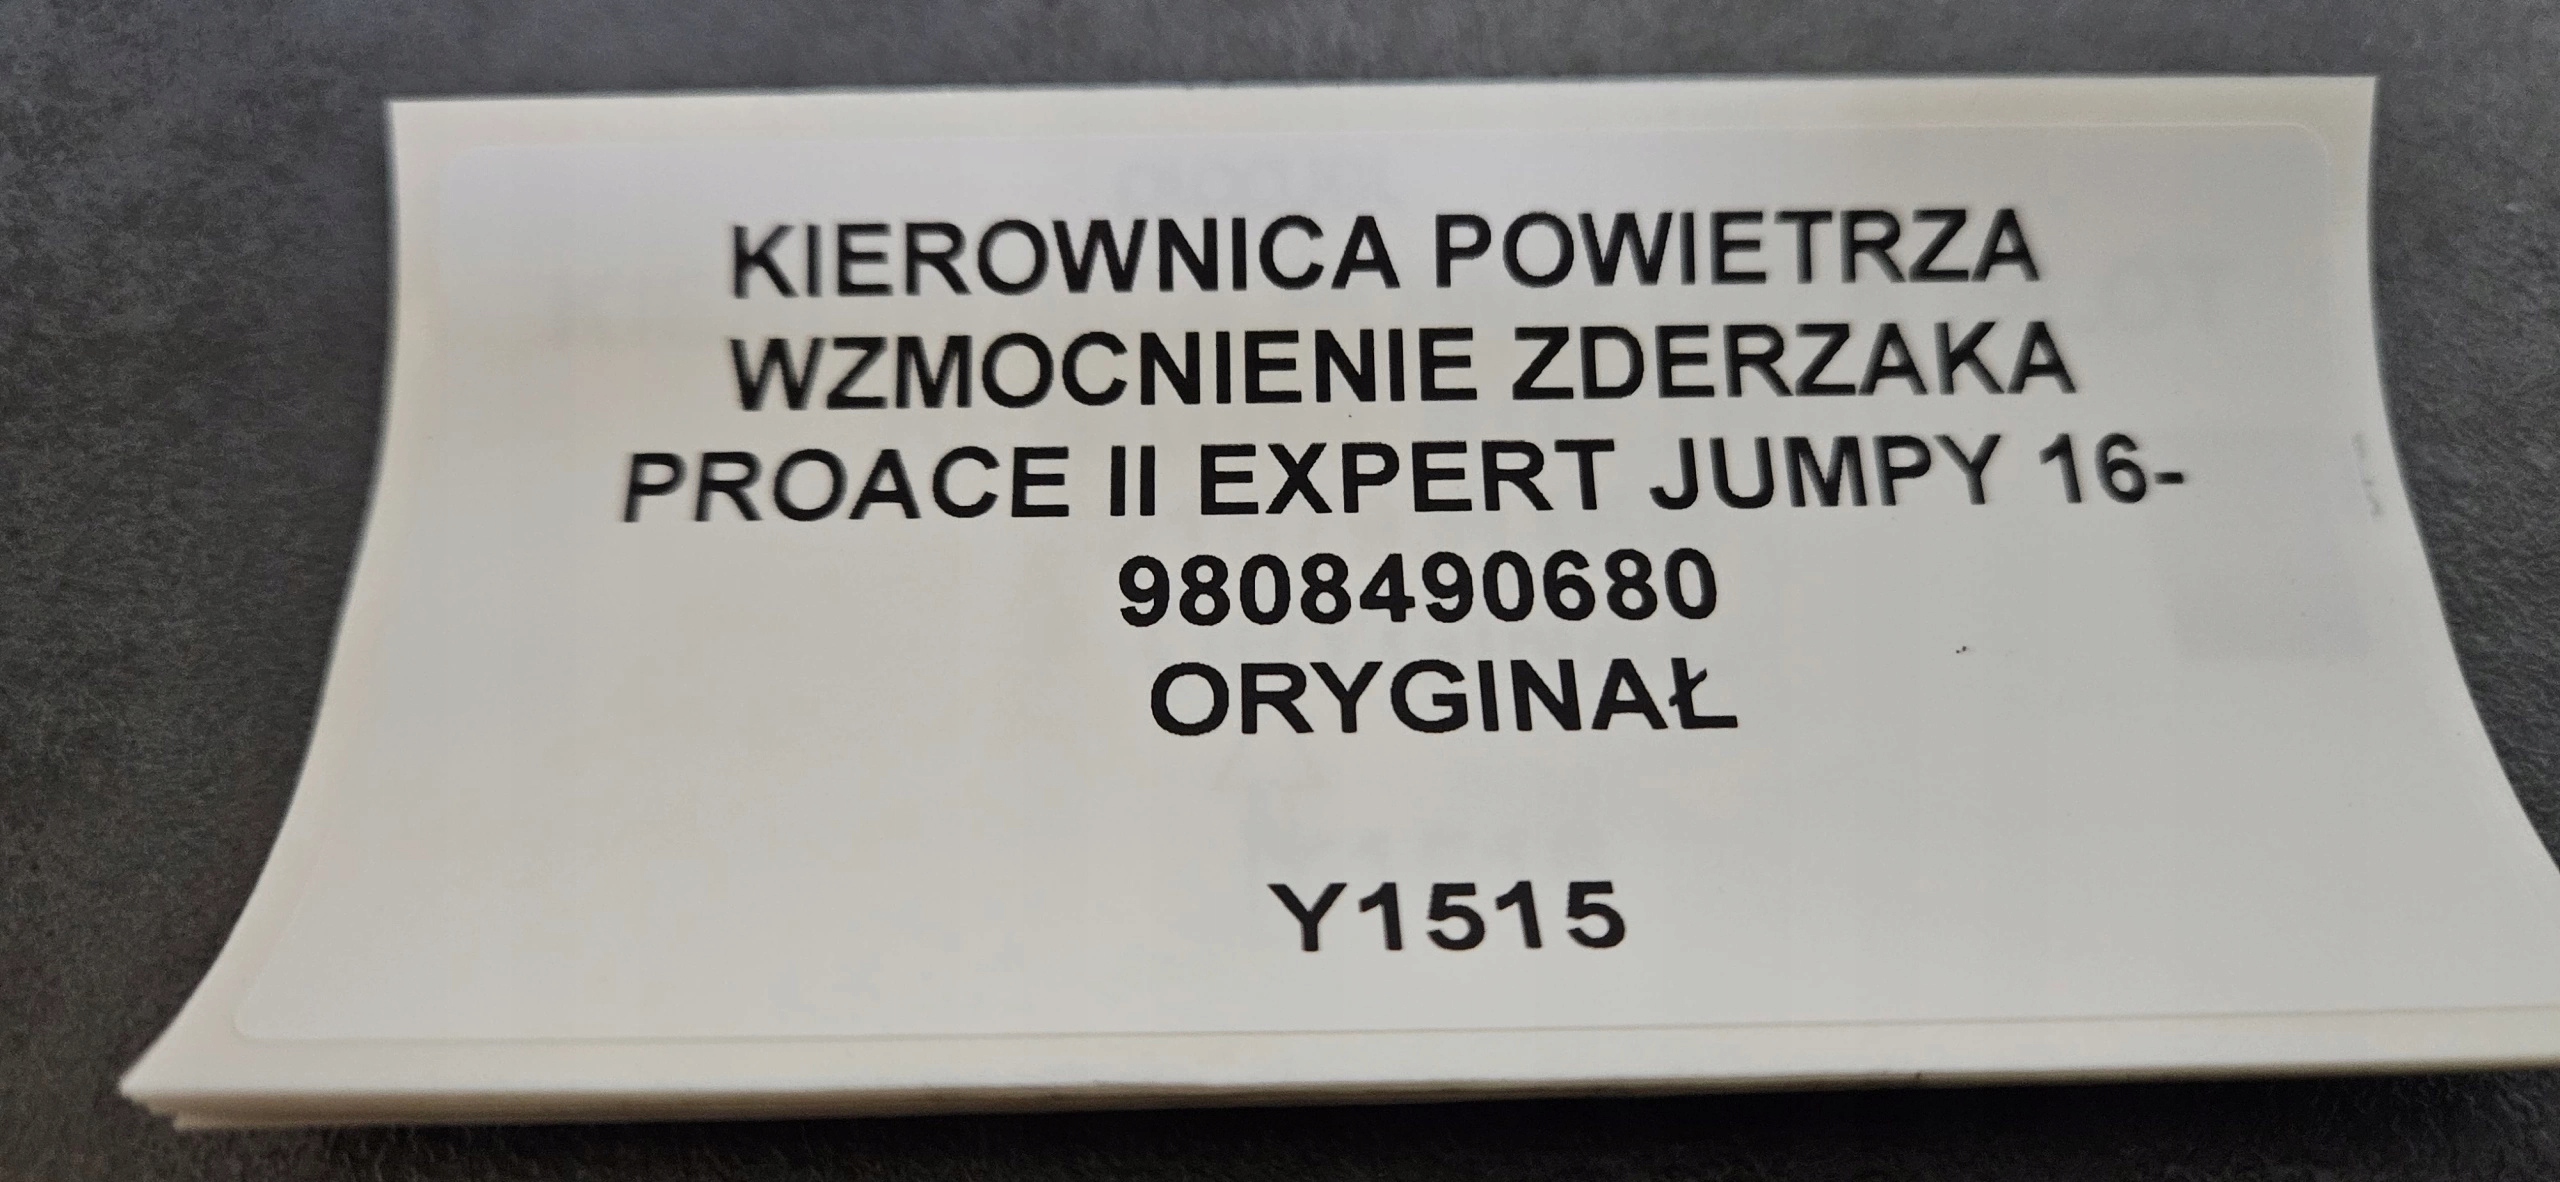 KIEROWNICA POWIETRZA
WZMOCNIENIE ZDERZAKA
PROACE II EXPERT JUMPY 16-
9808490680
ORYGINAŁ
Y1515